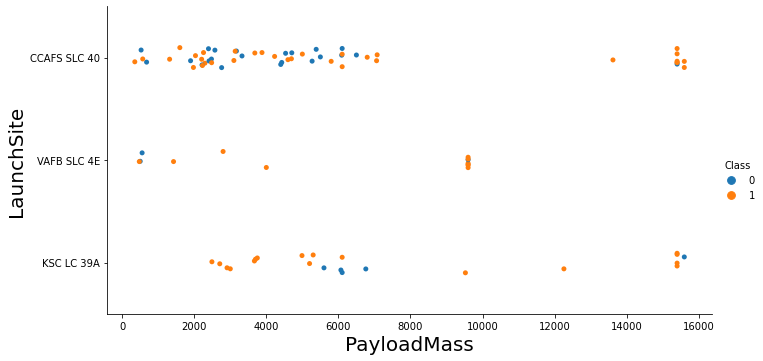 CCAFS SLC 40
VAFB SLC 4E
KSC LC 39A
LaunchSite
0 2000 4000 6000 8000 10000 12000 14000 16000
PayloadMass
Class
0
1